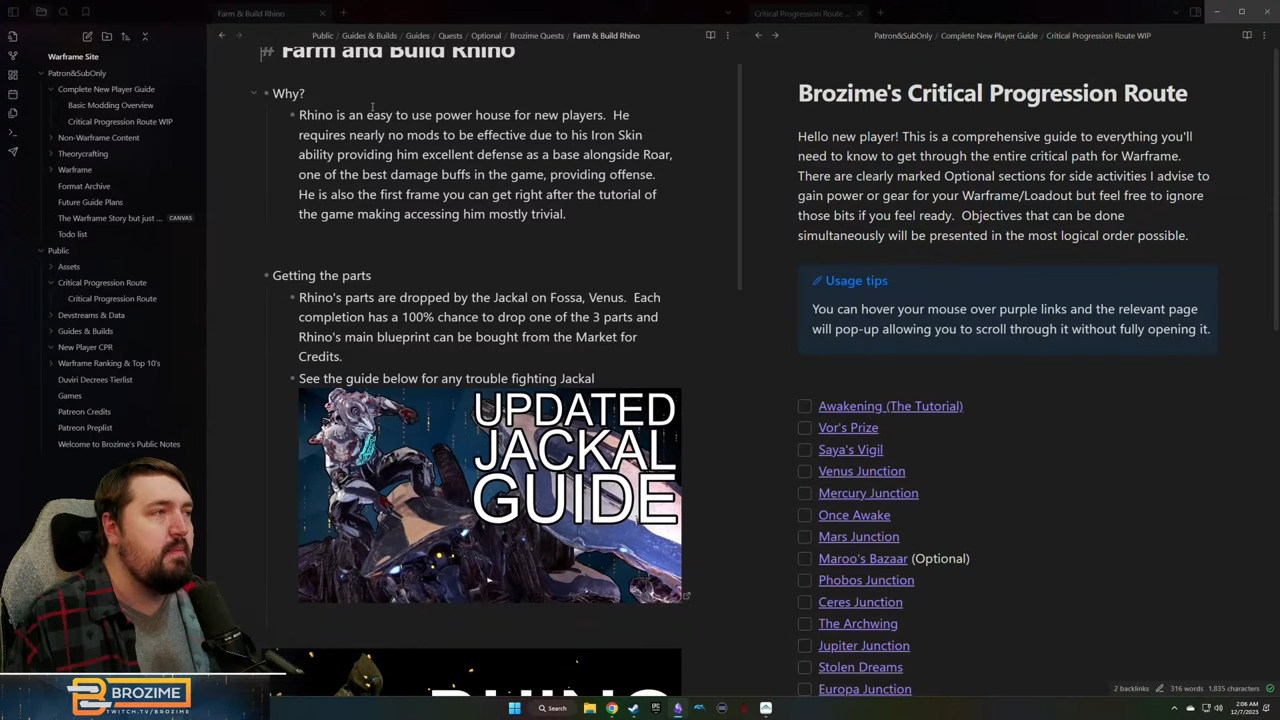 Farm & Build Rhino
Critical Progression Route ...
Warframe Site
Patron&SubOnly
Complete New Player Guide
Basic Modding Overview
Critical Progression Route WIP
Non-Warframe Content
Theorycrafting
Warframe
Format Archive
Future Guide Plans
The Warframe Story but just ... CANVAS
Todo list
Public
Assets
Critical Progression Route
Critical Progression Route
Devstreams & Data
Guides & Builds
New Player CPR
Warframe Ranking & Top 10's
Duviri Decrees Tierlist
Games
Patreon Credits
Patreon Preplist
Welcome to Brozime's Public Notes
Public / Guides & Builds / Guides / Quests / Optional / Brozime Quests / Farm & Build Rhino
# Farm and Build Rhino
Why?
Rhino is an easy to use power house for new players. He
requires nearly no mods to be effective due to his Iron Skin
ability providing him excellent defense as a base alongside Roar,
one of the best damage buffs in the game, providing offense.
He is also the first frame you can get right after the tutorial of
the game making accessing him mostly trivial.
Getting the parts
Rhino's parts are dropped by the Jackal on Fossa, Venus. Each
completion has a 100% chance to drop one of the 3 parts and
Rhino's main blueprint can be bought from the Market for
Credits.
See the guide below for any trouble fighting Jackal
UPDATED
JACKAL
GUIDE
RHINO
Patron&SubOnly / Complete New Player Guide / Critical Progression Route WIP
Brozime's Critical Progression Route
Hello new player! This is a comprehensive guide to everything you'll
need to know to get through the entire critical path for Warframe.
There are clearly marked Optional sections for side activities I advise to
gain power or gear for your Warframe/Loadout but feel free to ignore
those bits if you feel ready. Objectives that can be done
simultaneously will be presented in the most logical order possible.
Usage tips
You can hover your mouse over purple links and the relevant page
will pop-up allowing you to scroll through it without fully opening it.
Awakening (The Tutorial)
Vor's Prize
Saya's Vigil
Venus Junction
Mercury Junction
Once Awake
Mars Junction
Maroo's Bazaar (Optional)
Phobos Junction
Ceres Junction
The Archwing
Jupiter Junction
Stolen Dreams
Europa Junction
2 backlinks 316 words 1,835 characters
BROZIME
TWITCH.TV/BROZIME
Search
2:06 AM
12/7/2023